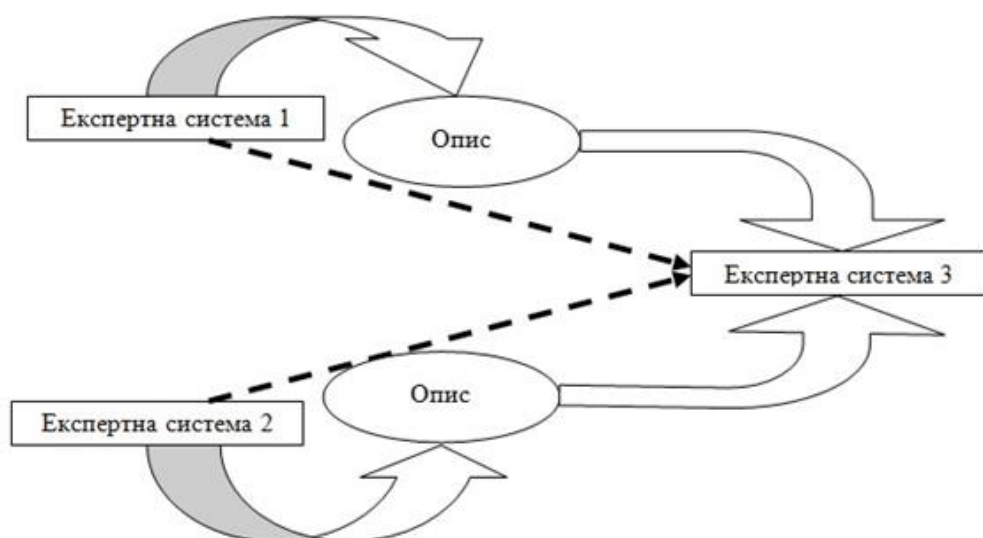 Експертна система 1
Опис
Експертна система 3
Опис
Експертна система 2